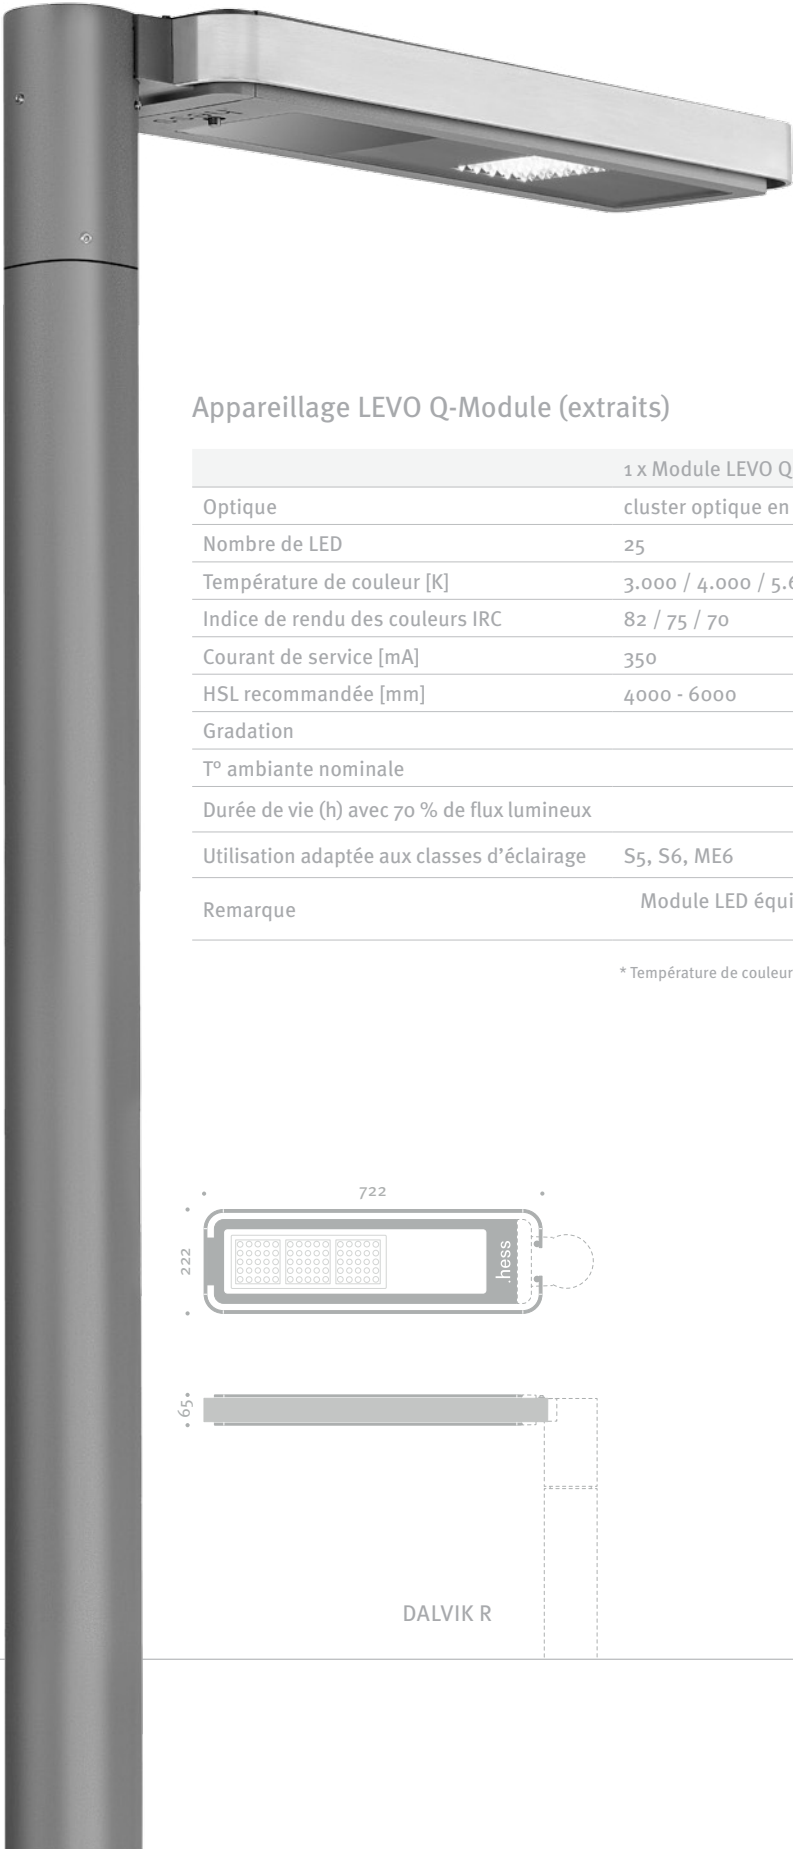 Appareillage LEVO Q-Module (extraits)
1 x Module LEVO Q
Optique cluster optique en
Nombre de LED 25
Température de couleur [K] 3.000 / 4.000 /
Indice de rendu des couleurs IRC 82 / 75 / 70
Courant de service [mA] 350
HSL recommandée [mm] 4000 - 6000
Gradation
T° ambiante nominale
Durée de vie (h) avec 70 % de flux lumineux
Utilisation adaptée aux classes d'éclairage S5, S6, ME6
Remarque Module LED
* Température de couleur
722
222
.hess
65
DALVIK R